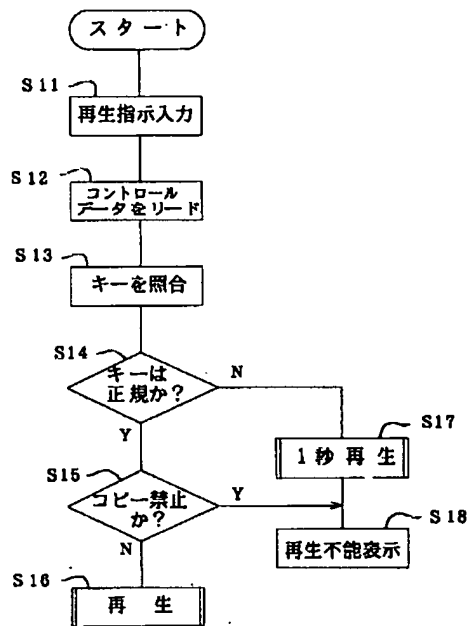 スタート
S11
再生指示入力
S12
コントロール
データをリード
S13
キーを照合
S14
キーは
正規か?
N
Y
S17
1秒再生
S15
コピー禁止
か?
Y
N
S18
再生不能表示
S16
再 生